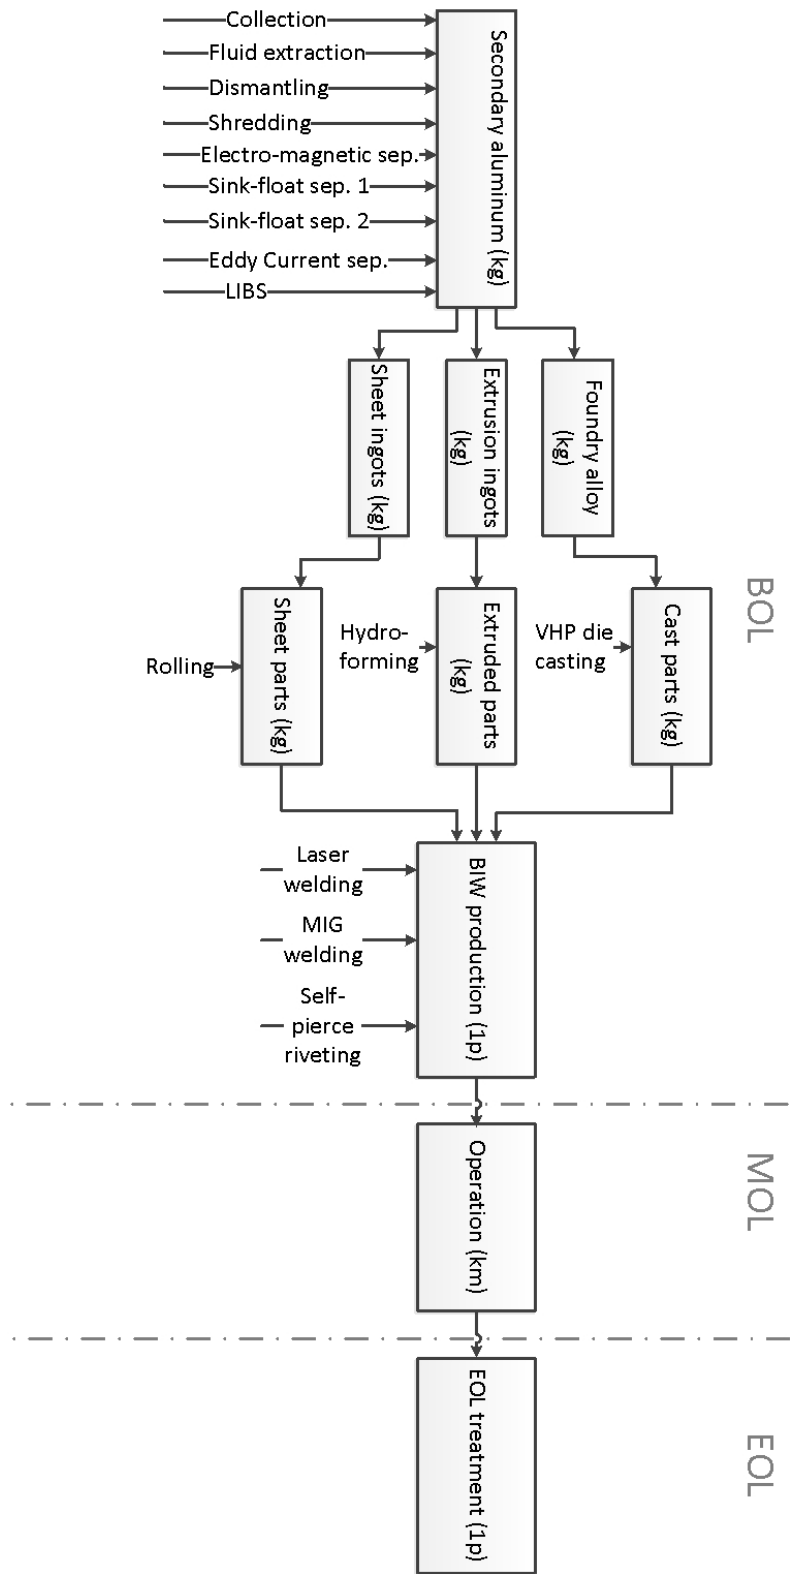 Collection
Fluid extraction
Dismantling
Shredding
Electro-magnetic sep.
Sink-float sep. 1
Sink-float sep. 2
Eddy Current sep.
LIBS
Secondary aluminum (kg)
Sheet ingots (kg)
Extrusion ingots
(kg)
Foundry alloy
(kg)
BOL
Rolling
Sheet parts (kg)
Hydro-
forming
Extruded parts
(kg)
VHP die
casting
Cast parts (kg)
Laser
welding
MIG
welding
Self-
pierce
riveting
BIW production (1p)
MOL
Operation (km)
EOL
EOL treatment (1p)